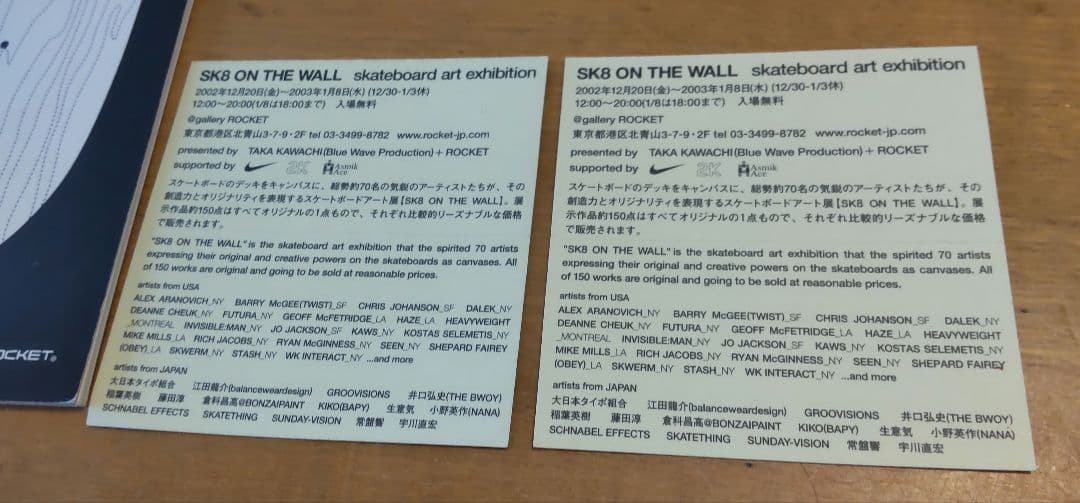 OCKET®
SK8 ON THE WALL skateboard art exhibition
2002年12月20日(金)〜2003年1月8日(水) (12/30-1/3休)
12:00〜20:00(1/8は18:00まで) 入場無料
@gallery ROCKET
東京都港区北青山3-7-9・2F tel 03-3499-8782 www.rocket-jp.com
presented by TAKA KAWACHI(Blue Wave Production)+ROCKET
supported by 2K Asmik Ace
スケートボードのデッキをキャンバスに、総勢約70名の気鋭のアーティストたちが、その
創造力とオリジナリティを表現するスケートボードアート展【SK8 ON THE WALL】。展
示作品約150点はすべてオリジナルの1点もので、それぞれ比較的リーズナブルな価格
で販売されます。
"SK8 ON THE WALL"is the skateboard art exhibition that the spirited 70 artists
expressing their original and creative powers on the skateboards as canvases. All
of 150 works are original and going to be sold at reasonable prices.
artists from USA
ALEX ARANOVICH_NY BARRY McGEE(TWIST)_SF CHRIS JOHANSON_SF DALEK_NY
DEANNE CHEUK_NY FUTURA_NY GEOFF McFETRIDGE_LA HAZE_LA HEAVYWEIGHT
_MONTREAL INVISIBLE:MAN_NY JO JACKSON_SF KAWS_NY KOSTAS SELEMETIS_NY
MIKE MILLS_LA RICH JACOBS_NY RYAN McGINNESS_NY SEEN_NY SHEPARD FAIREY
(OBEY)_LA SKWERM_NY STASH_NY WK INTERACT_NY ...and more
artists from JAPAN
大日本タイポ組合 江田龍介(balanceweardesign) GROOVISIONS 井口弘史(THE BWOY)
稲葉英樹 藤田淳 倉科昌高@BONZAIPAINT KIKO(BAPY) 生意気 小野英作(NANA)
SCHNABEL EFFECTS SKATETHING SUNDAY-VISION 常盤響 宇川直宏
SK8 ON THE WALL skateboard art exhibition
2002年12月20日(金)〜2003年1月8日(水) (12/30-1/3休)
12:00〜20:00(1/8は18:00まで) 入場無料
@gallery ROCKET
東京都港区北青山3-7-9・2F tel 03-3499-8782 www.rocket-jp.com
presented by TAKA KAWACHI(Blue Wave Production)+ROCKET
supported by 2K Asmik Ace
スケートボードのデッキをキャンバスに、総勢約70名の気鋭のアーティストたちが、その
創造力とオリジナリティを表現するスケートボードアート展【SK8 ON THE WALL】。展
示作品約150点はすべてオリジナルの1点もので、それぞれ比較的リーズナブルな価格
で販売されます。
"SK8 ON THE WALL"is the skateboard art exhibition that the spirited 70 artists
expressing their original and creative powers on the skateboards as canvases. All
of 150 works are original and going to be sold at reasonable prices.
artists from USA
ALEX ARANOVICH_NY BARRY McGEE(TWIST)_SF CHRIS JOHANSON_SF DALEK_NY
DEANNE CHEUK_NY FUTURA_NY GEOFF McFETRIDGE_LA HAZE_LA HEAVYWEIGHT
_MONTREAL INVISIBLE:MAN_NY JO JACKSON_SF KAWS_NY KOSTAS SELEMETIS_NY
MIKE MILLS_LA RICH JACOBS_NY RYAN McGINNESS_NY SEEN_NY SHEPARD FAIREY
(OBEY)_LA SKWERM_NY STASH_NY WK INTERACT_NY ...and more
artists from JAPAN
大日本タイポ組合 江田龍介(balanceweardesign) GROOVISIONS 井口弘史(THE BWOY)
稲葉英樹 藤田淳 倉科昌高@BONZAIPAINT KIKO(BAPY) 生意気 小野英作(NANA)
SCHNABEL EFFECTS SKATETHING SUNDAY-VISION 常盤響 宇川直宏